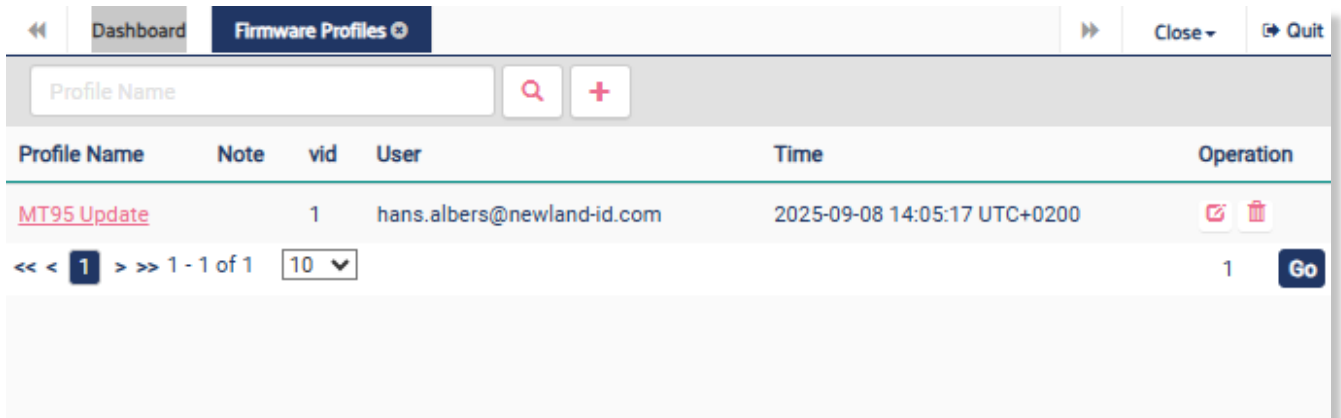 Dashboard Firmware Profiles Close Quit
Profile Name
Profile Name Note vid User Time Operation
MT95 Update 1 hans.albers@newland-id.com 2025-09-08 14:05:17 UTC+0200
<< < 1 > >> 1 - 1 of 1 10 1 Go